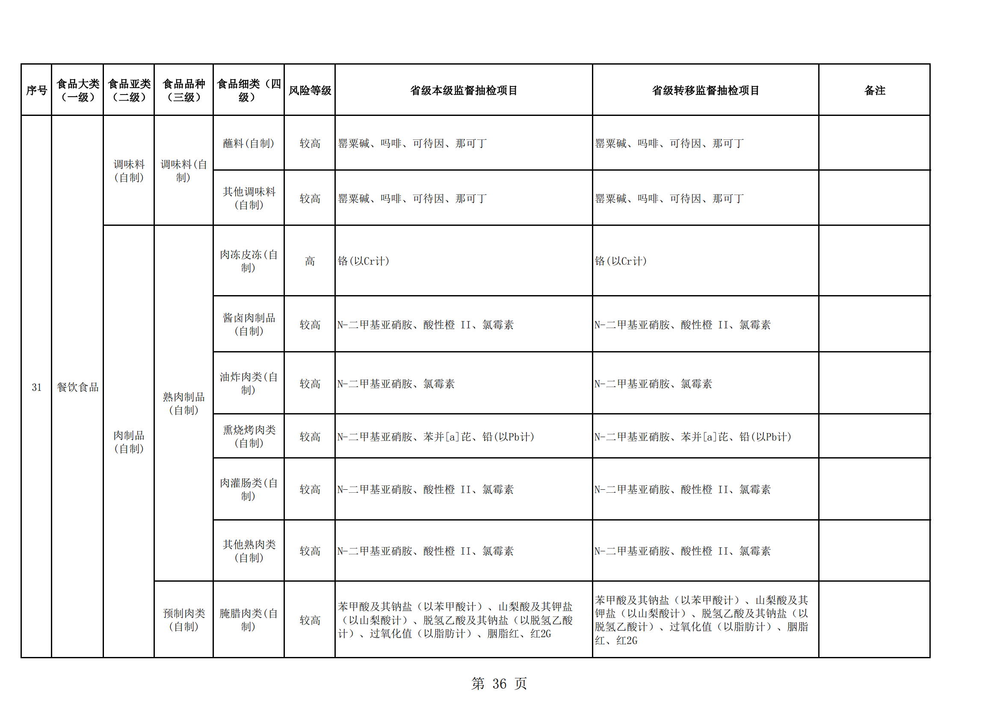 序号
食品大类
（一级）
食品亚类
（二级）
食品品种
（三级）
食品细类（四
级）
风险等级
省级本级监督抽检项目
省级转移监督抽检项目
备注
31
餐饮食品
调味料
(自制)
调味料(自
制)
蘸料(自制)
较高
罂粟碱、吗啡、可待因、那可丁
罂粟碱、吗啡、可待因、那可丁
其他调味料
(自制)
较高
罂粟碱、吗啡、可待因、那可丁
罂粟碱、吗啡、可待因、那可丁
肉制品
(自制)
熟肉制品
(自制)
肉冻皮冻(自
制)
高
铬(以Cr计)
铬(以Cr计)
酱卤肉制品
(自制)
较高
N-二甲基亚硝胺、酸性橙 II、氯霉素
N-二甲基亚硝胺、酸性橙 II、氯霉素
油炸肉类(自
制)
较高
N-二甲基亚硝胺、氯霉素
N-二甲基亚硝胺、氯霉素
熏烧烤肉类
(自制)
较高
N-二甲基亚硝胺、苯并[a]芘、铅(以Pb计)
N-二甲基亚硝胺、苯并[a]芘、铅(以Pb计)
肉灌肠类(自
制)
较高
N-二甲基亚硝胺、酸性橙 II、氯霉素
N-二甲基亚硝胺、酸性橙 II、氯霉素
其他熟肉类
(自制)
较高
N-二甲基亚硝胺、酸性橙 II、氯霉素
N-二甲基亚硝胺、酸性橙 II、氯霉素
预制肉类
(自制)
腌腊肉类(自
制)
较高
苯甲酸及其钠盐（以苯甲酸计）、山梨酸及其钾盐
（以山梨酸计）、脱氢乙酸及其钠盐（以脱氢乙酸
计）、过氧化值（以脂肪计）、胭脂红、红2G
苯甲酸及其钠盐（以苯甲酸计）、山梨酸及其
钾盐（以山梨酸计）、脱氢乙酸及其钠盐（以
脱氢乙酸计）、过氧化值（以脂肪计）、胭脂
红、红2G
第 36 页